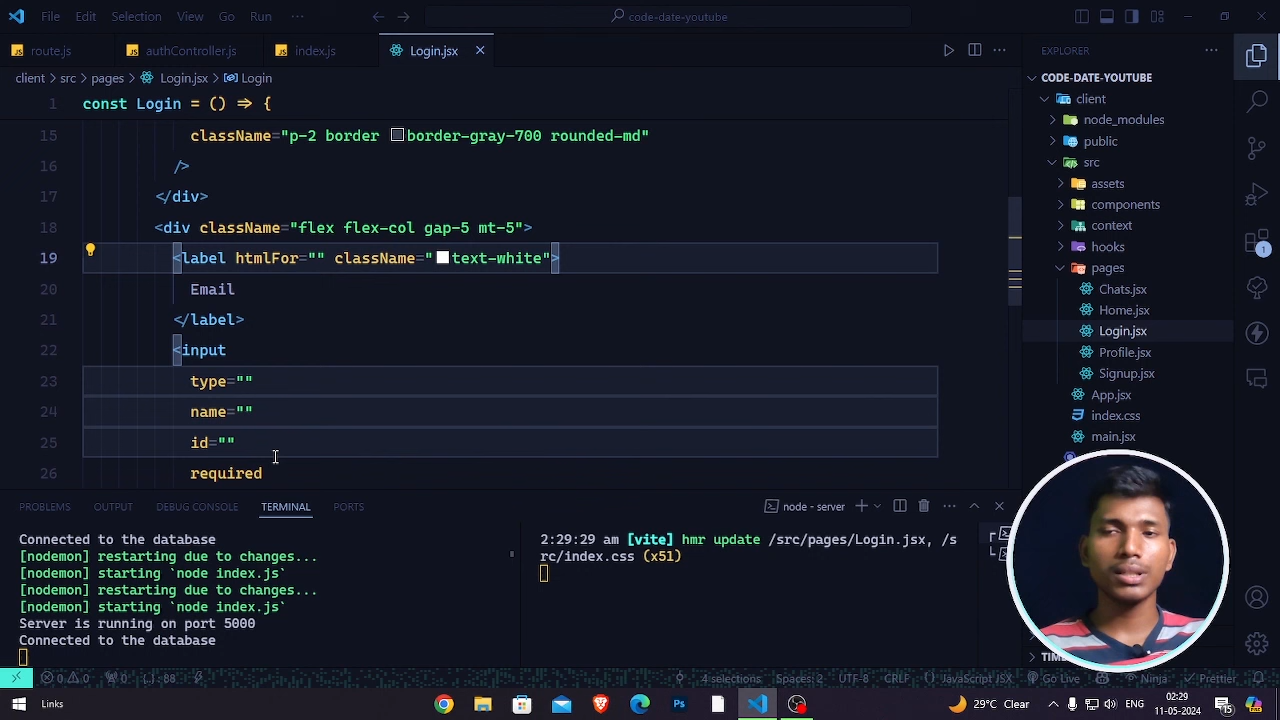 File Edit Selection View Go Run ··· code-date-youtube
route.js authController.js index.js Login.jsx
client > src > pages > Login.jsx > Login
1 const Login = () => {
15 className="p-2 border border-gray-700 rounded-md"
16 />
17 </div>
18 <div className="flex flex-col gap-5 mt-5">
19 <label htmlFor="" className="text-white">
20 Email
21 </label>
22 <input
23 type=""
24 name=""
25 id=""
26 required
EXPLORER
CODE-DATE-YOUTUBE
client
node_modules
public
src
assets
components
context
hooks
pages
Chats.jsx
Home.jsx
Login.jsx
Profile.jsx
Signup.jsx
App.jsx
index.css
main.jsx
TIM
1
PROBLEMS OUTPUT DEBUG CONSOLE TERMINAL PORTS node - server
Connected to the database
[nodemon] restarting due to changes...
[nodemon] starting `node index.js`
[nodemon] restarting due to changes...
[nodemon] starting `node index.js`
Server is running on port 5000
Connected to the database
2:29:29 am [vite] hmr update /src/pages/Login.jsx, /s
rc/index.css (x51)
0 0 0 {..}: 88 4 selections Spaces: 2 UTF-8 CRLF {} JavaScript JSX Go Live Ninja Prettier
Links 29°C Clear ENG 02:29
11-05-2024